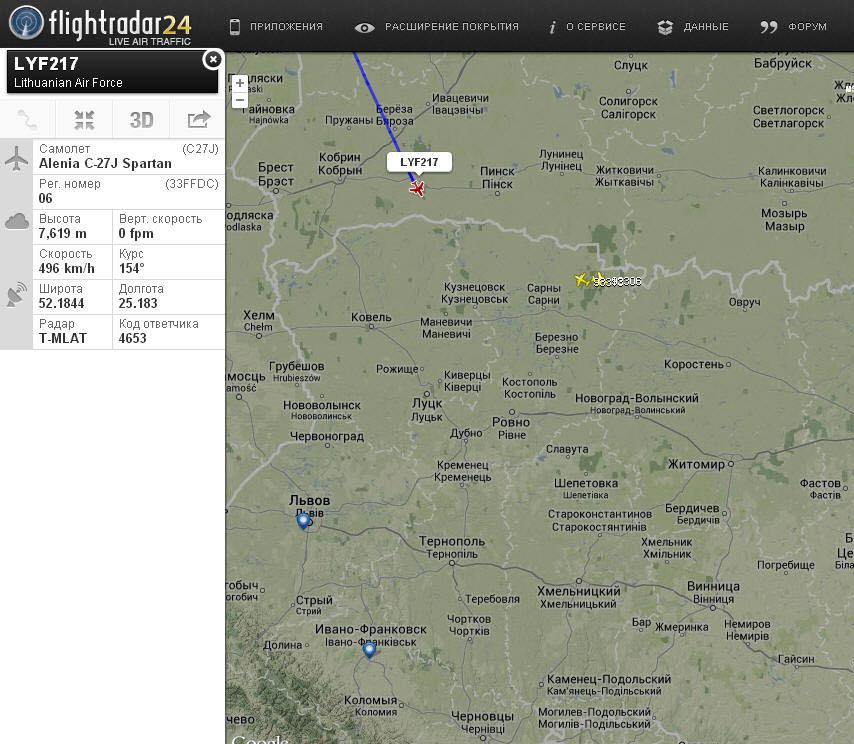 flightradar24
LIVE AIR TRAFFIC
ПРИЛОЖЕНИЯ
РАСШИРЕНИЕ ПОКРЫТИЯ
О СЕРВИСЕ
ДАННЫЕ
ФОРУМ
LYF217
Lithuanian Air Force
3D
Самолет (C27J)
Alenia C-27J Spartan
Рег. номер (33FFDC)
06
Высота
7,619 m
Верт. скорость
0 fpm
Скорость
496 km/h
Курс
154°
Широта
52.1844
Долгота
25.183
Радар
T-MLAT
Код ответчика
4653
+
−
Слуцк
Бабруйск
Ивацевичи
Івацэвічы
Солигорск
Салігорск
Гайновка
Hajnówka
Берёза
Бяроза
Пружаны
Светлогорск
Светлагорск
Лунинец
Лунінец
Кобрин
Кобрын
LYF217
Брест
Брэст
Пинск
Пінск
Житковичи
Жыткавічы
Калинковичи
Калінкавічы
Мозырь
Мазыр
Кузнецовск
Кузнецовськ
Сарны
Сарни
Овруч
Хелм
Chełm
Ковель
Маневичи
Маневичі
Березно
Березне
Грубешов
Hrubieszów
Рожище
Киверцы
Ківерці
Костополь
Костопіль
Коростень
Нововолынск
Нововолинськ
Луцк
Луцьк
Новоград-Волынский
Новоград-Волинський
Ровно
Рівне
Червоноград
Дубно
Славута
Кременец
Кременець
Житомир
Шепетовка
Шепетівка
Фастов
Фастів
Львов
Львів
Староконстантинов
Старокостянтинів
Бердичев
Бердичів
Тернополь
Тернопіль
Хмельник
Хмільник
Погребище
Хмельницкий
Хмельницький
Винница
Вінниця
Стрый
Стрий
Теребовля
Ивано-Франковск
Івано-Франківськ
Чортков
Чортків
Бар
Жмеринка
Немиров
Немирів
Долина
Гайсин
Каменец-Подольский
Кам'янець-Подільський
Коломыя
Коломия
Могилев-Подольский
Могилів-Подільський
Черновцы
Чернівці
Google